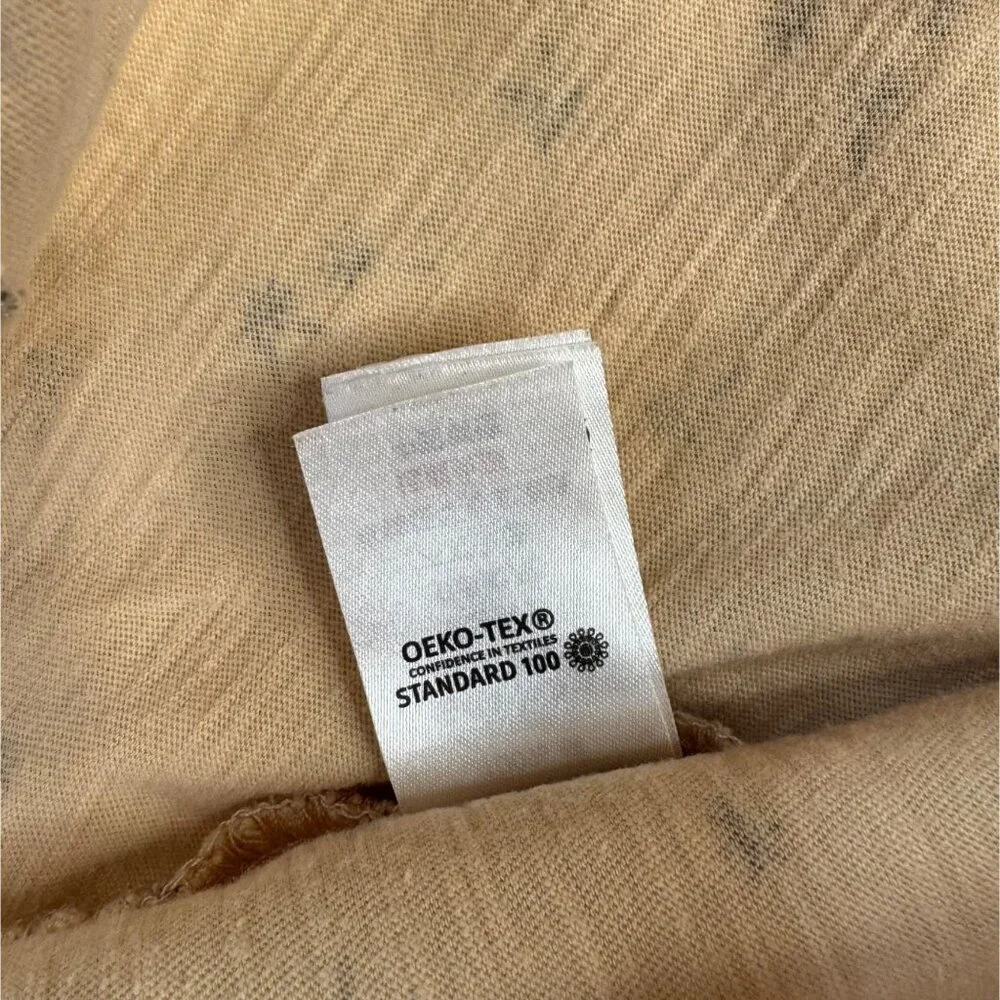 OEKO-TEX®
CONFIDENCE IN TEXTILES
STANDARD 100